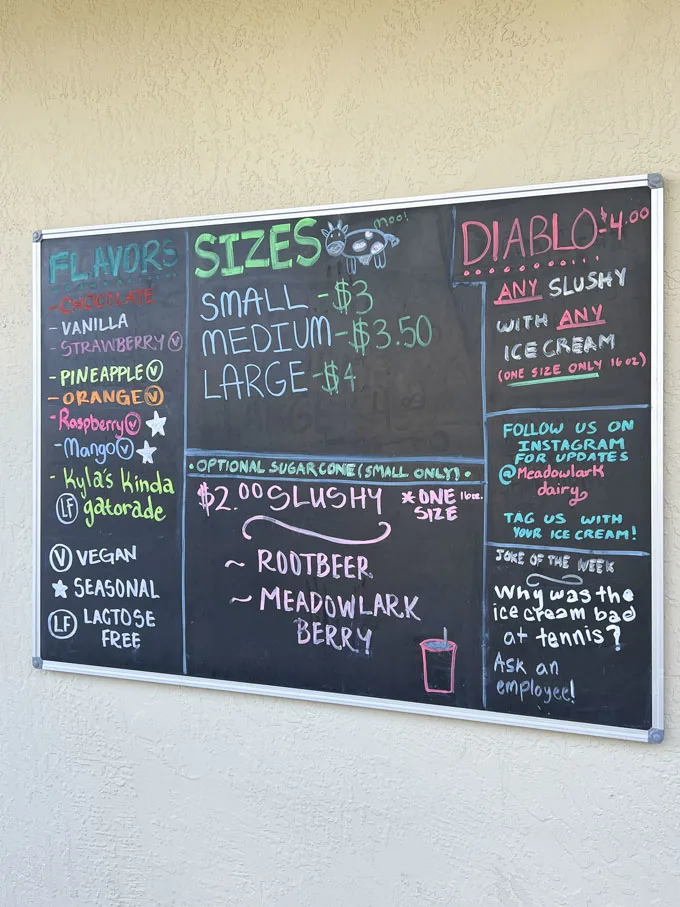 FLAVORS
-CHOCOLATE
-VANILLA
-STRAWBERRY Ⓥ
-PINEAPPLE Ⓥ
-ORANGE Ⓥ
-Raspberry Ⓥ ★
-Mango Ⓥ ★
- Kyla's Kinda
LF gatorade
Ⓥ VEGAN
★ SEASONAL
LF LACTOSE
FREE
SIZES
moo!
SMALL -$3
MEDIUM-$3.50
LARGE-$4
• OPTIONAL SUGARCONE (SMALL ONLY) •
$2.00 SLUSHY
*ONE 16oz.
SIZE
~ ROOTBEER
~ MEADOWLARK
BERRY
DIABLO-$4.00
ANY SLUSHY
WITH ANY
ICE CREAM
(ONE SIZE ONLY 16 oz)
FOLLOW US ON
INSTAGRAM
FOR UPDATES
@Meadowlark
dairy
TAG US WITH
YOUR ICE CREAM!
JOKE OF THE WEEK
Why was the
ice cream bad
at tennis?
Ask an
employee!